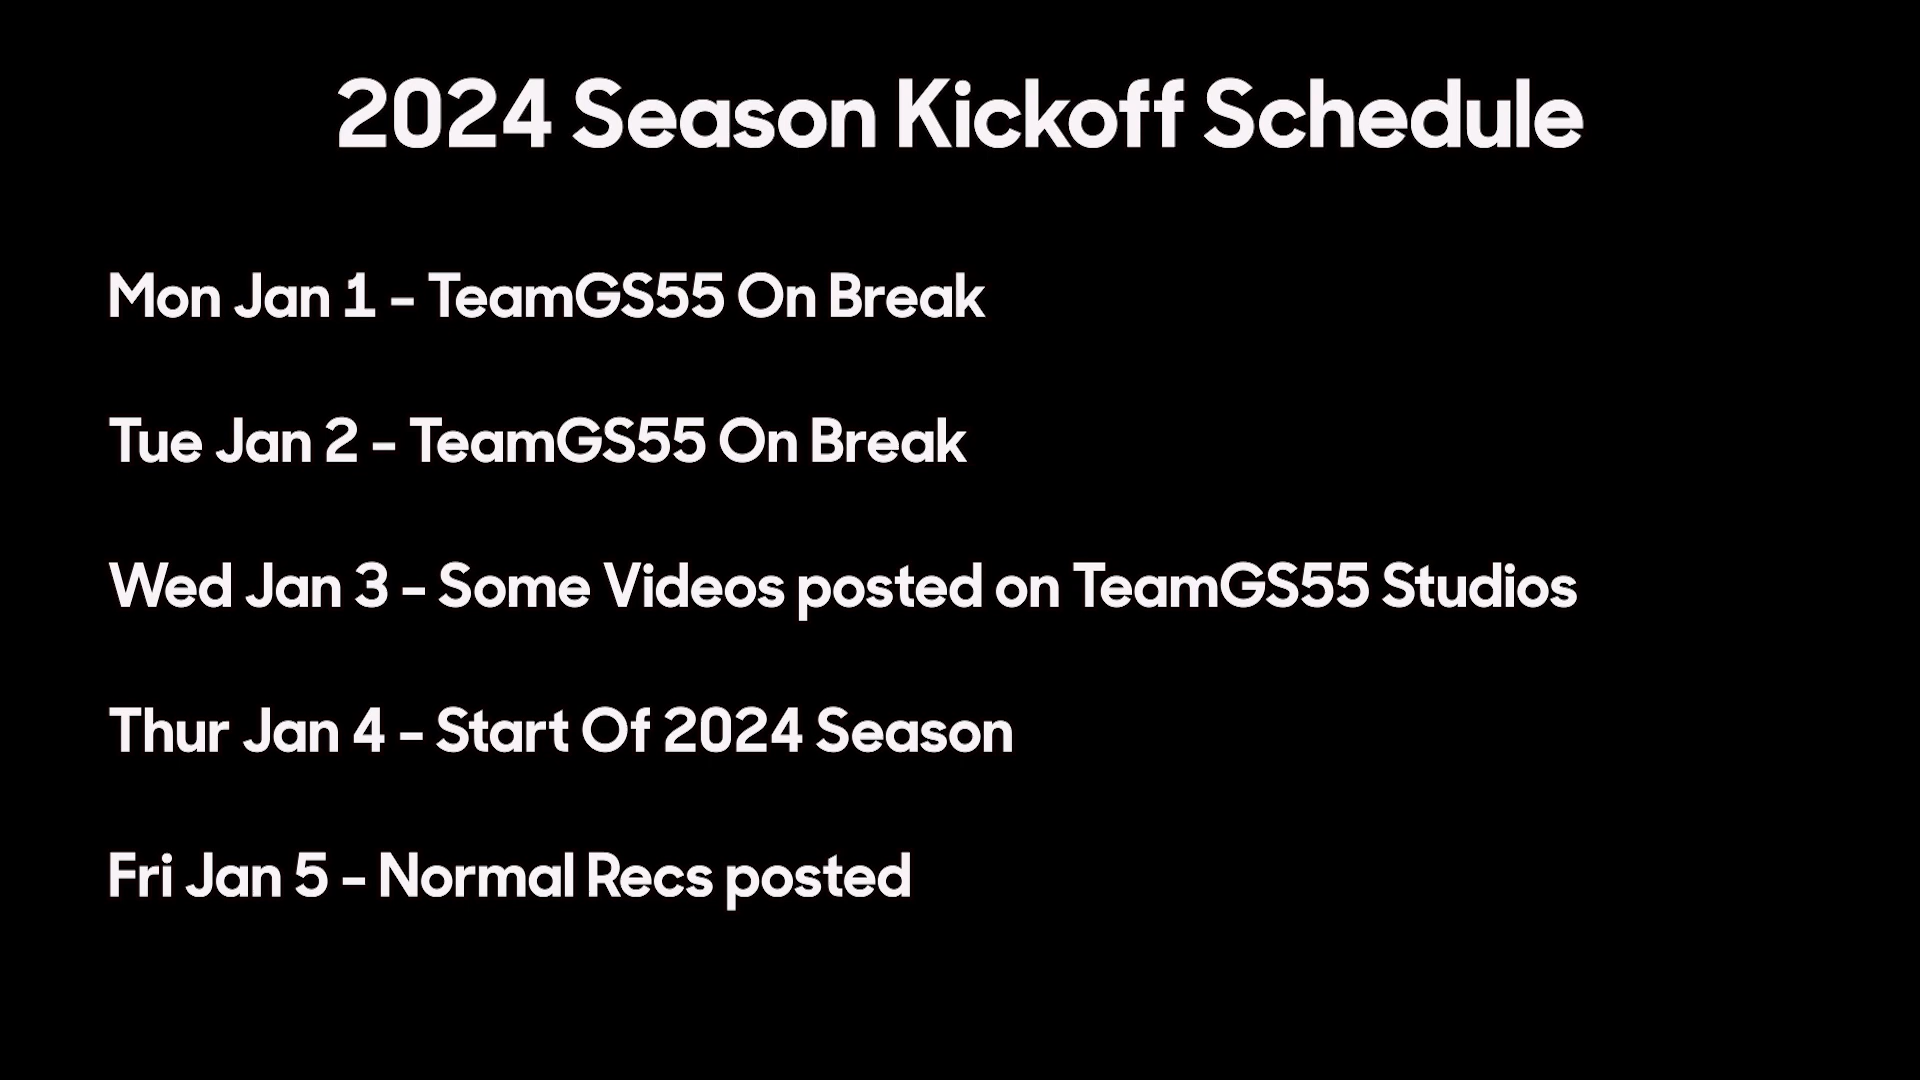 2024 Season Kickoff Schedule
Mon Jan 1 - TeamGS55 On Break
Tue Jan 2 - TeamGS55 On Break
Wed Jan 3 - Some Videos posted on TeamGS55 Studios
Thur Jan 4 - Start Of 2024 Season
Fri Jan 5 - Normal Recs posted